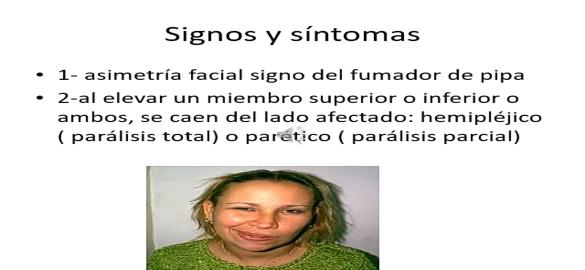 Signos y síntomas
• 1- asimetría facial signo del fumador de pipa
• 2-al elevar un miembro superior o inferior o
ambos, se caen del lado afectado: hemipléjico
( parálisis total) o parético ( parálisis parcial)